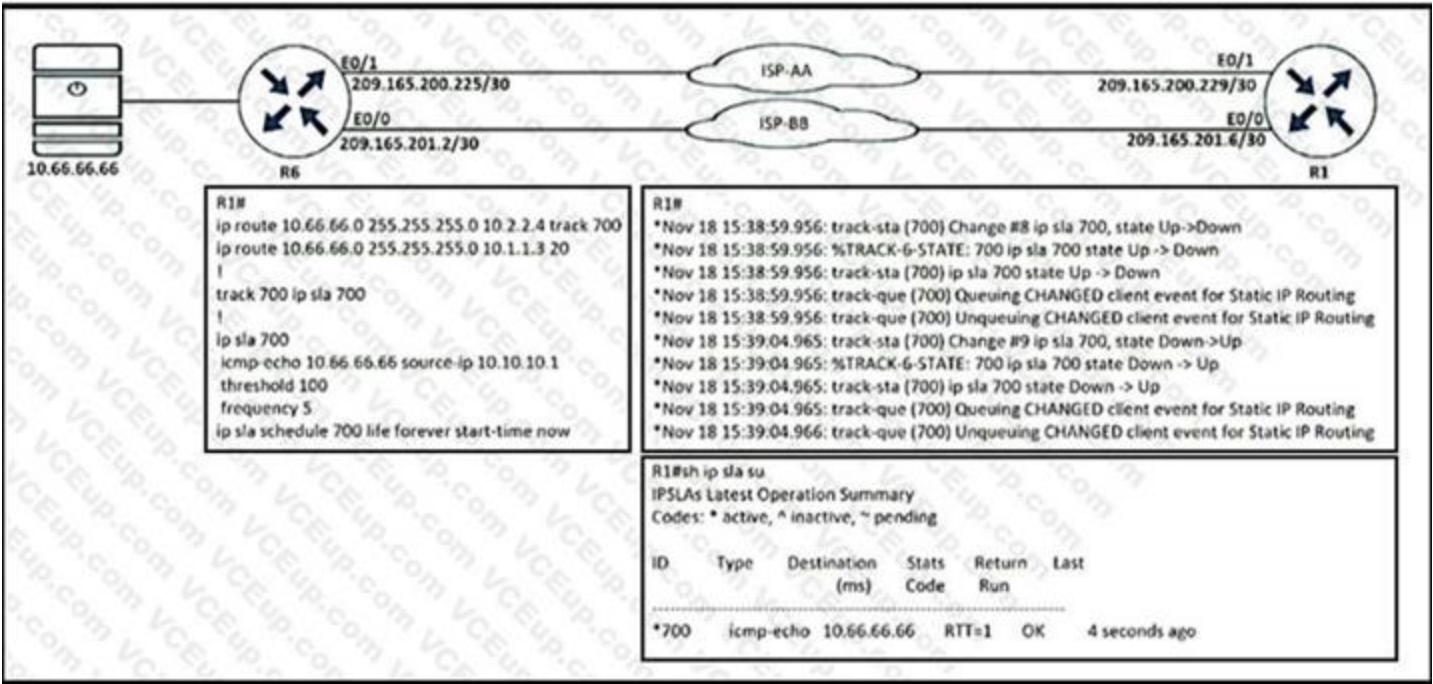 E0/1
209.165.200.225/30
ISP-AA
E0/1
209.165.200.229/30
E0/0
209.165.201.2/30
ISP-BB
E0/0
209.165.201.6/30
10.66.66.66
R6
R1
R1#
ip route 10.66.66.0 255.255.255.0 10.2.2.4 track 700
ip route 10.66.66.0 255.255.255.0 10.1.1.3 20
!
track 700 ip sla 700
!
ip sla 700
icmp-echo 10.66.66.66 source-ip 10.10.10.1
threshold 100
frequency 5
ip sla schedule 700 life forever start-time now
R1#
*Nov 18 15:38:59.956: track-sta (700) Change #8 ip sla 700, state Up->Down
*Nov 18 15:38:59.956: %TRACK-6-STATE: 700 ip sla 700 state Up -> Down
*Nov 18 15:38:59.956: track-sta (700) ip sla 700 state Up -> Down
*Nov 18 15:38:59.956: track-que (700) Queuing CHANGED client event for Static IP Routing
*Nov 18 15:38:59.956: track-que (700) Unqueuing CHANGED client event for Static IP Routing
*Nov 18 15:39:04.965: track-sta (700) Change #9 ip sla 700, state Down->Up
*Nov 18 15:39:04.965: %TRACK-6-STATE: 700 ip sla 700 state Down -> Up
*Nov 18 15:39:04.965: track-sta (700) ip sla 700 state Down -> Up
*Nov 18 15:39:04.965: track-que (700) Queuing CHANGED client event for Static IP Routing
*Nov 18 15:39:04.966: track-que (700) Unqueuing CHANGED client event for Static IP Routing
R1#sh ip sla su
IPSLAs Latest Operation Summary
Codes: * active, ^ inactive, ~ pending
ID Type Destination Stats Return Last
(ms) Code Run
*700 icmp-echo 10.66.66.66 RTT=1 OK 4 seconds ago
VCEup.com